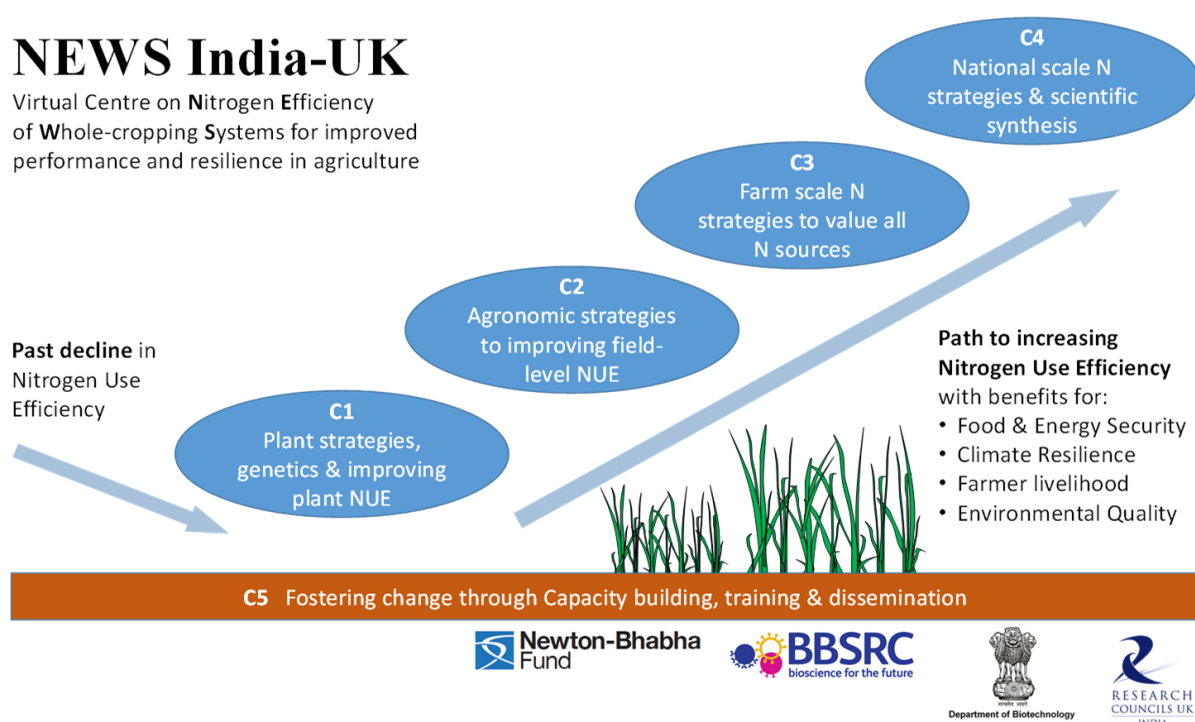 NEWS India-UK
Virtual Centre on Nitrogen Efficiency
of Whole-cropping Systems for improved
performance and resilience in agriculture
C4
National scale N
strategies & scientific
synthesis
C3
Farm scale N
strategies to value all
N sources
C2
Agronomic strategies
to improving field-
level NUE
C1
Plant strategies,
genetics & improving
plant NUE
Past decline in
Nitrogen Use
Efficiency
Path to increasing
Nitrogen Use Efficiency
with benefits for:
• Food & Energy Security
• Climate Resilience
• Farmer livelihood
• Environmental Quality
C5 Fostering change through Capacity building, training & dissemination
Newton-Bhabha
Fund
BBSRC
bioscience for the future
सत्यमेव जयते
Department of Biotechnology
RESEARCH
COUNCILS UK
INDIA